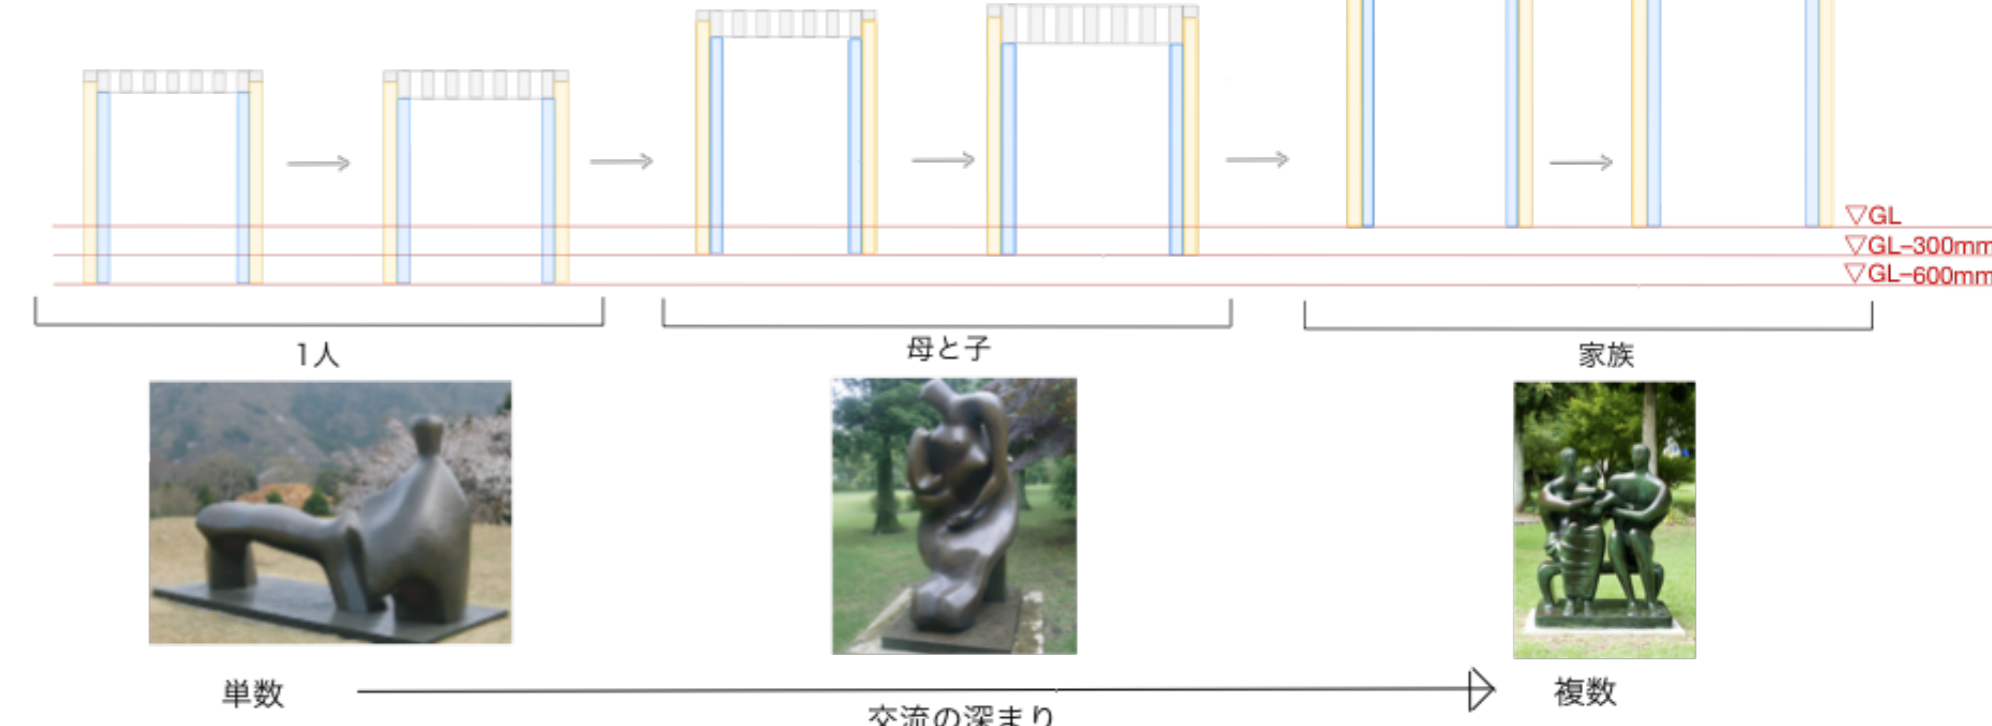 ▽GL
▽GL-300mm
▽GL-600mm
1人
母と子
家族
単数
複数
交流の深まり